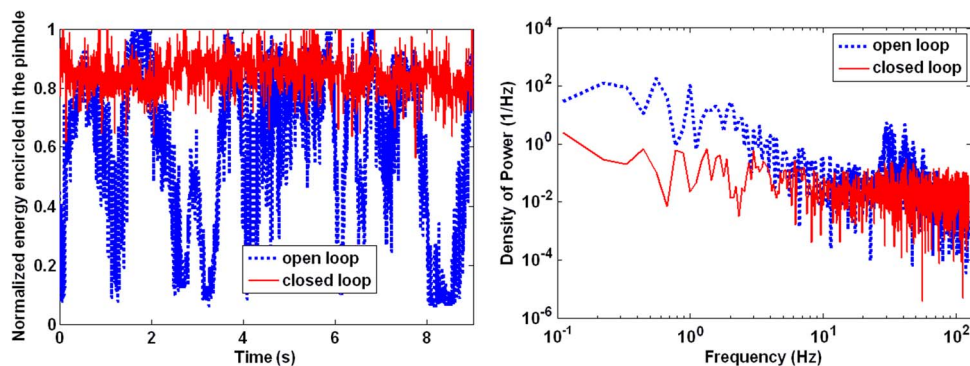 Normalized energy encircled in the pinhole
1
0.8
0.6
0.4
0.2
0
open loop
closed loop
0 2 4 6 8
Time (s)
Density of Power (1/Hz)
10^4
10^2
10^0
10^-2
10^-4
10^-6
open loop
closed loop
10^-1 10^0 10^1 10^2
Frequency (Hz)